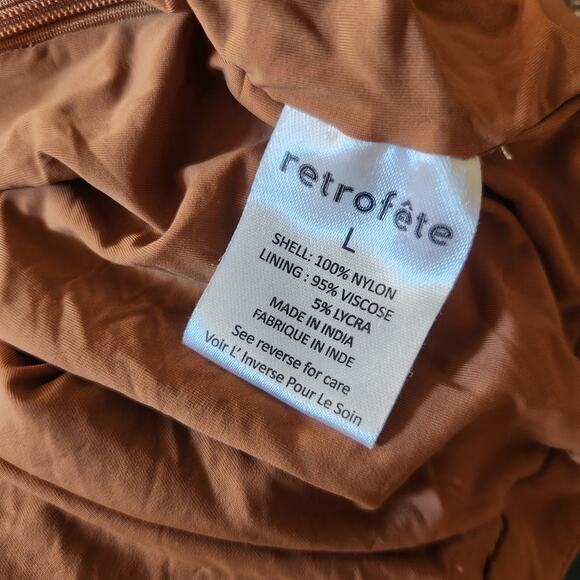 retrofête
L
SHELL: 100% NYLON
LINING : 95% VISCOSE
5% LYCRA
MADE IN INDIA
FABRIQUE IN INDE
See reverse for care
Voir L' Inverse Pour Le Soin